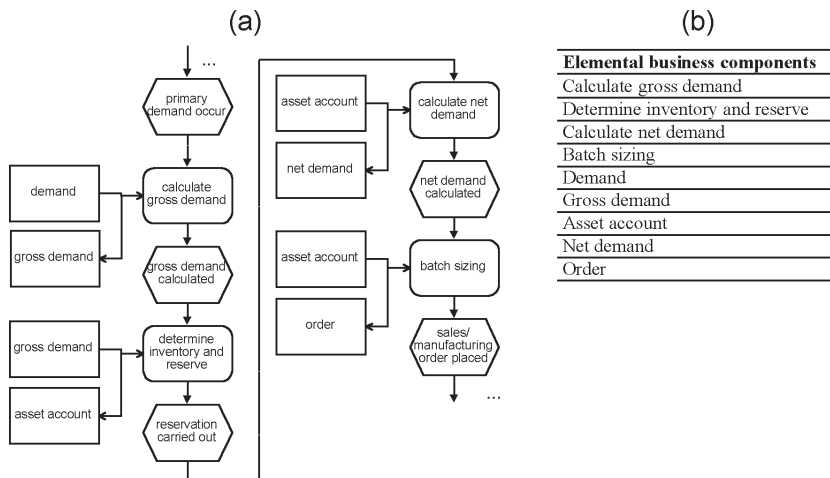 (a)
(b)
...
primary
demand occur
demand
calculate
gross demand
gross demand
gross demand
calculated
gross demand
determine
inventory and
reserve
asset account
reservation
carried out
asset account
calculate net
demand
net demand
net demand
calculated
asset account
batch sizing
order
sales/
manufacturing
order placed
...
Elemental business components
Calculate gross demand
Determine inventory and reserve
Calculate net demand
Batch sizing
Demand
Gross demand
Asset account
Net demand
Order